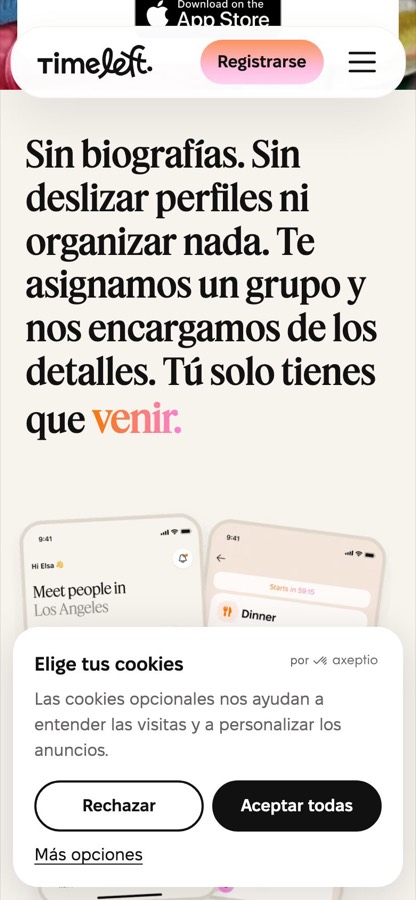 Download on the
App Store
Timeleft.
Registrarse
Sin biografías. Sin
deslizar perfiles ni
organizar nada. Te
asignamos un grupo y
nos encargamos de los
detalles. Tú solo tienes
que venir.
9:41
Hi Elsa 👋
Meet people in
Los Angeles
9:41
Starts in 59:15
Dinner
Elige tus cookies
por axeptio
Las cookies opcionales nos ayudan a
entender las visitas y a personalizar los
anuncios.
Rechazar
Aceptar todas
Más opciones